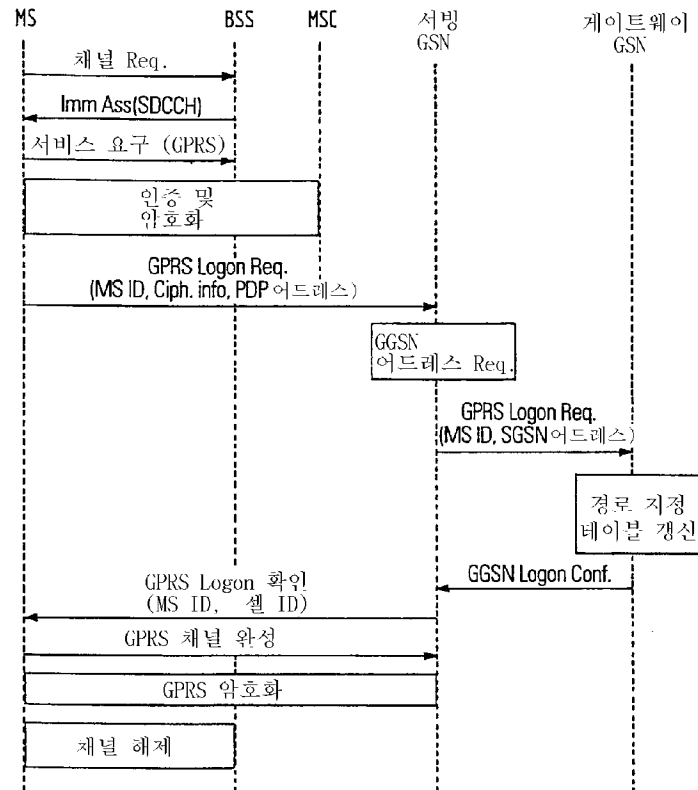 MS
BSS
MSC
서빙
GSN
게이트웨이
GSN
채널 Req.
Imm Ass(SDCCH)
서비스 요구 (GPRS)
인증 및
암호화
GPRS Logon Req.
(MS ID, Ciph. info, PDP 어드레스)
GGSN
어드레스 Req.
GPRS Logon Req.
(MS ID, SGSN 어드레스)
경로 지정
테이블 갱신
GGSN Logon Conf.
GPRS Logon 확인
(MS ID, 셀 ID)
GPRS 채널 완성
GPRS 암호화
채널 해제